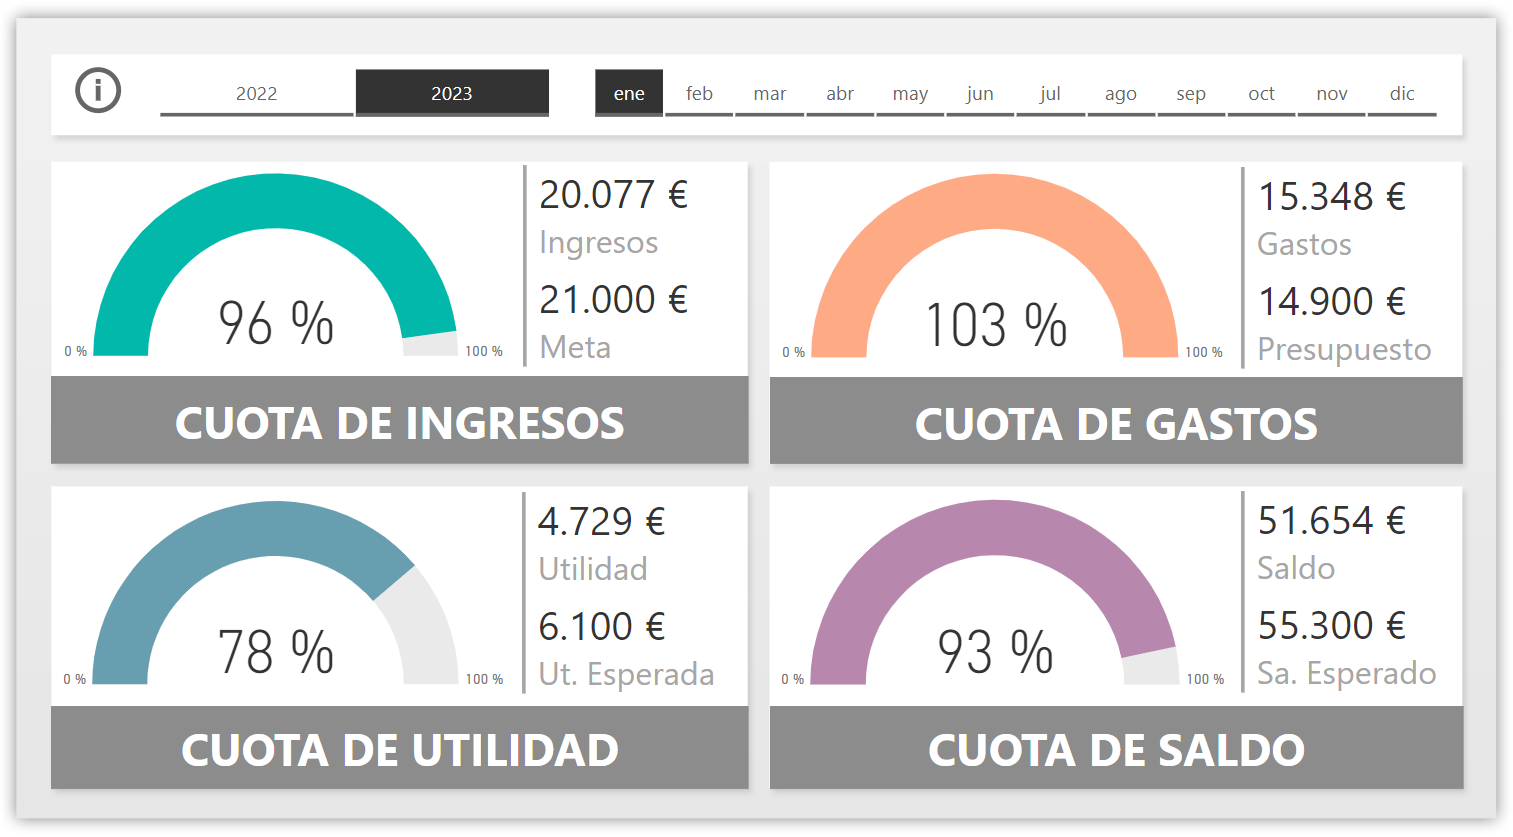 i
2022
2023
ene
feb
mar
abr
may
jun
jul
ago
sep
oct
nov
dic
96 %
0 %
100 %
20.077 €
Ingresos
21.000 €
Meta
CUOTA DE INGRESOS
103 %
0 %
100 %
15.348 €
Gastos
14.900 €
Presupuesto
CUOTA DE GASTOS
78 %
0 %
100 %
4.729 €
Utilidad
6.100 €
Ut. Esperada
CUOTA DE UTILIDAD
93 %
0 %
100 %
51.654 €
Saldo
55.300 €
Sa. Esperado
CUOTA DE SALDO